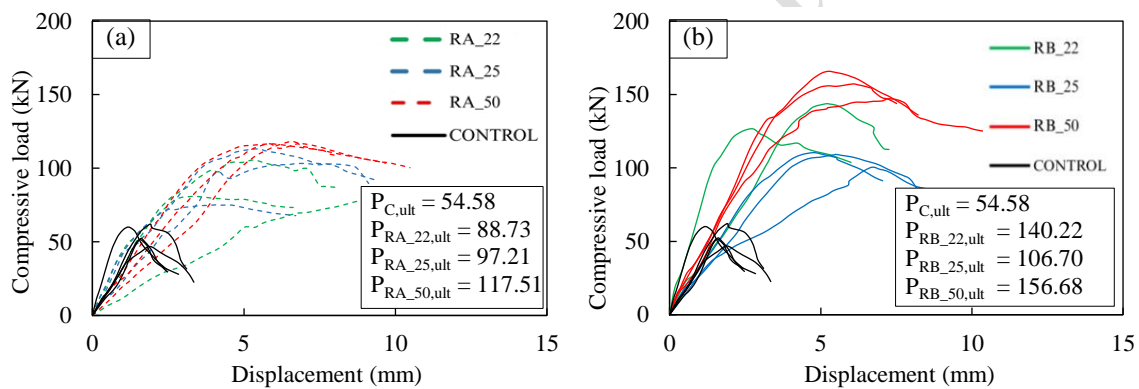 (a)
RA_22
RA_25
RA_50
CONTROL
P_C,ult = 54.58
P_RA_22,ult = 88.73
P_RA_25,ult = 97.21
P_RA_50,ult = 117.51
Compressive load (kN)
200
150
100
50
0
0 5 10 15
Displacement (mm)
(b)
RB_22
RB_25
RB_50
CONTROL
P_C,ult = 54.58
P_RB_22,ult = 140.22
P_RB_25,ult = 106.70
P_RB_50,ult = 156.68
Compressive load (kN)
200
150
100
50
0
0 5 10 15
Displacement (mm)